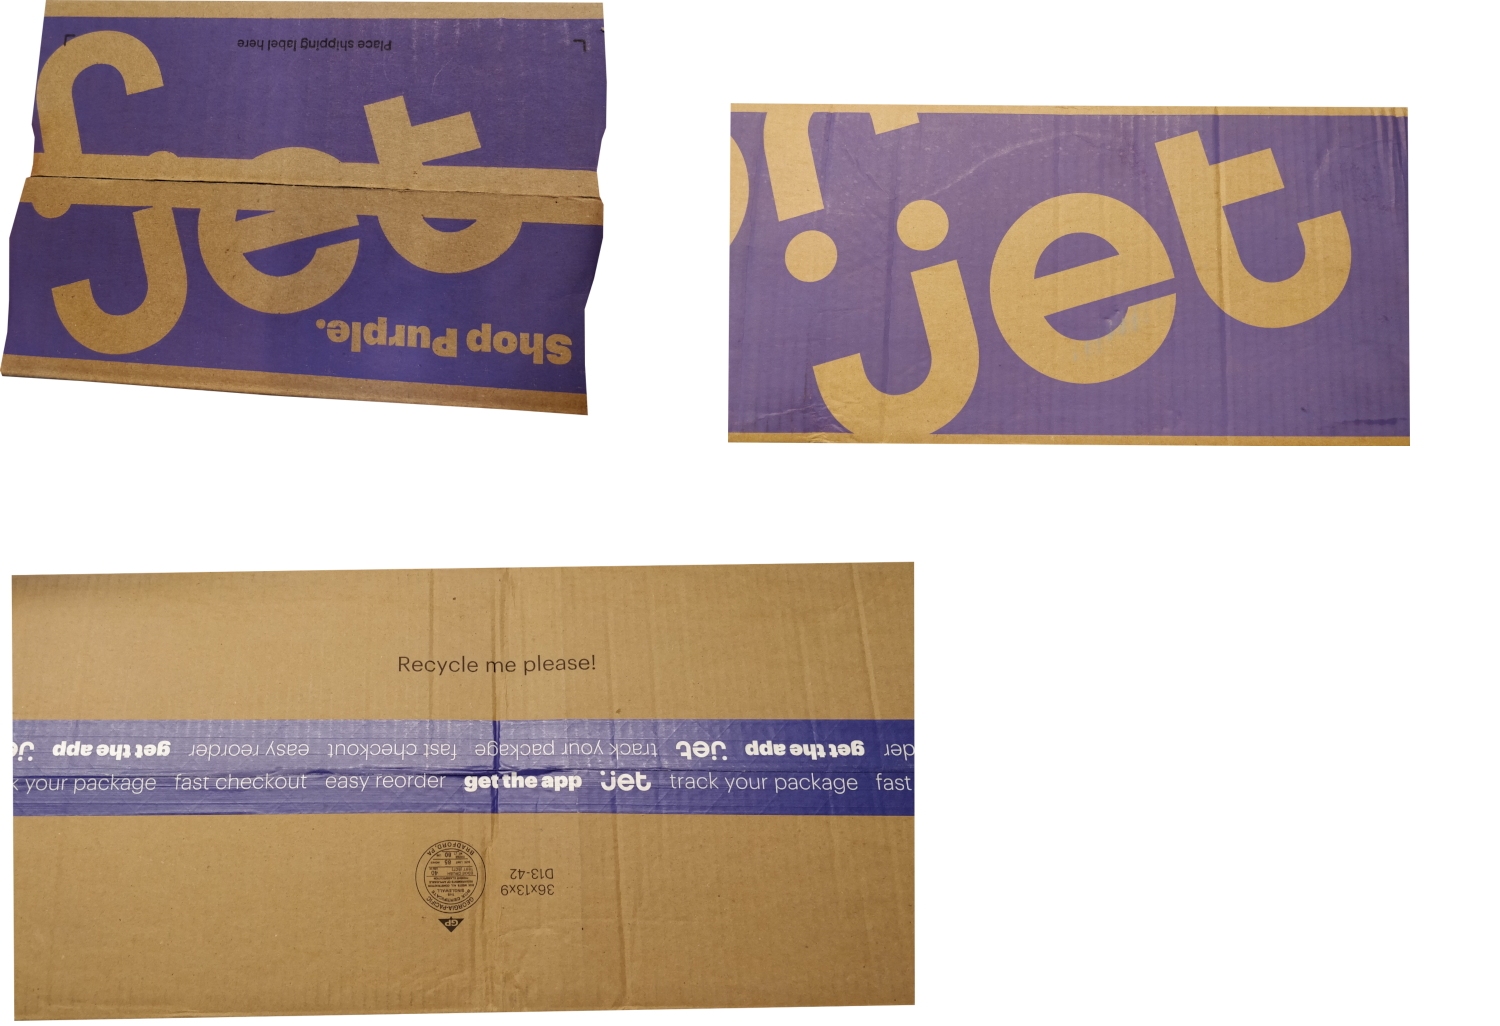 Place shipping label here
jet
Shop Purple.
jet
Recycle me please!
jet get the app easy reorder fast checkout track your package jet get the app der
k your package fast checkout easy reorder get the app jet track your package fast
BRADFORD, PA
GEORGIA-PACIFIC
GP
36x13x9
D13-42